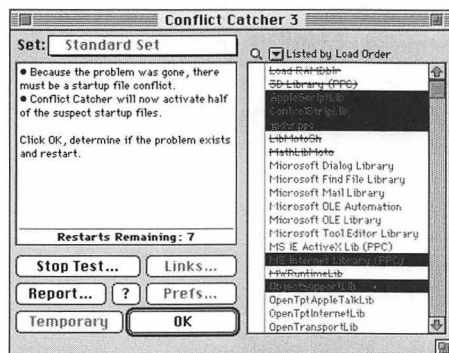 Conflict Catcher 3
Set: Standard Set
• Because the problem was gone, there
must be a startup file conflict.
• Conflict Catcher will now activate half
of the suspect startup files.
Click OK, determine if the problem exists
and restart.
Restarts Remaining: 7
Stop Test... Links...
Report... ? Prefs...
Temporary OK
Listed by Load Order
Load RAMDblr
3D Library (PPC)
AppleScriptLib
ControlStripLib
LibMotoSh
MathLibMoto
Microsoft Dialog Library
Microsoft Find File Library
Microsoft Mail Library
Microsoft OLE Automation
Microsoft OLE Library
Microsoft Tool Editor Library
MS IE ActiveX Lib (PPC)
MS Internet Library (PPC)
MWRuntimeLib
ObjectSupportLib
OpenTptAppleTalkLib
OpenTptInternetLib
OpenTransportLib